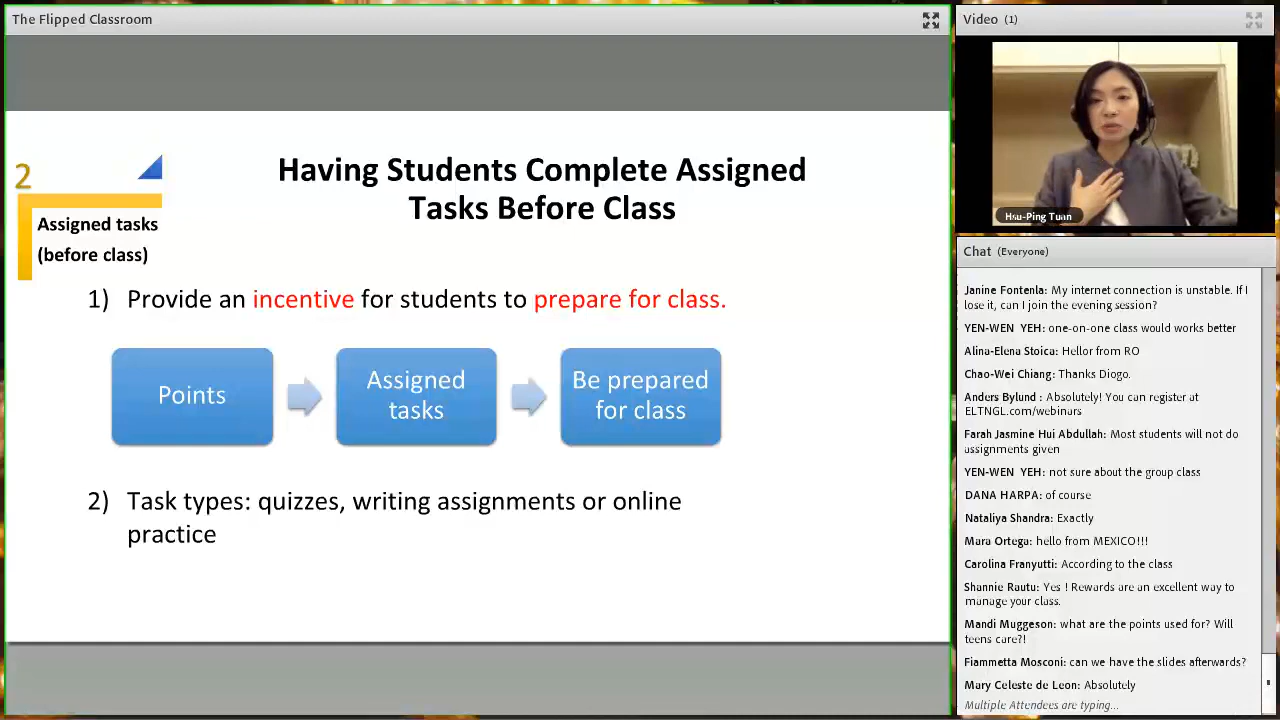 The Flipped Classroom
2
Assigned tasks
(before class)
Having Students Complete Assigned
Tasks Before Class
1) Provide an incentive for students to prepare for class.
Points
Assigned
tasks
Be prepared
for class
2) Task types: quizzes, writing assignments or online
practice
Video (1)
Hsu-Ping Tuan
Chat (Everyone)
Janine Fontenla: My internet connection is unstable. If I
lose it, can I join the evening session?
YEN-WEN YEH: one-on-one class would works better
Alina-Elena Stoica: Hellor from RO
Chao-Wei Chiang: Thanks Diogo.
Anders Bylund : Absolutely! You can register at
ELTNGL.com/webinars
Farah Jasmine Hui Abdullah: Most students will not do
assignments given
YEN-WEN YEH: not sure about the group class
DANA HARPA: of course
Nataliya Shandra: Exactly
Mara Ortega: hello from MEXICO!!!
Carolina Franyutti: According to the class
Shannie Rautu: Yes ! Rewards are an excellent way to
manage your class.
Mandi Muggeson: what are the points used for? Will
teens care?!
Fiammetta Mosconi: can we have the slides afterwards?
Mary Celeste de Leon: Absolutely
Multiple Attendees are typing...